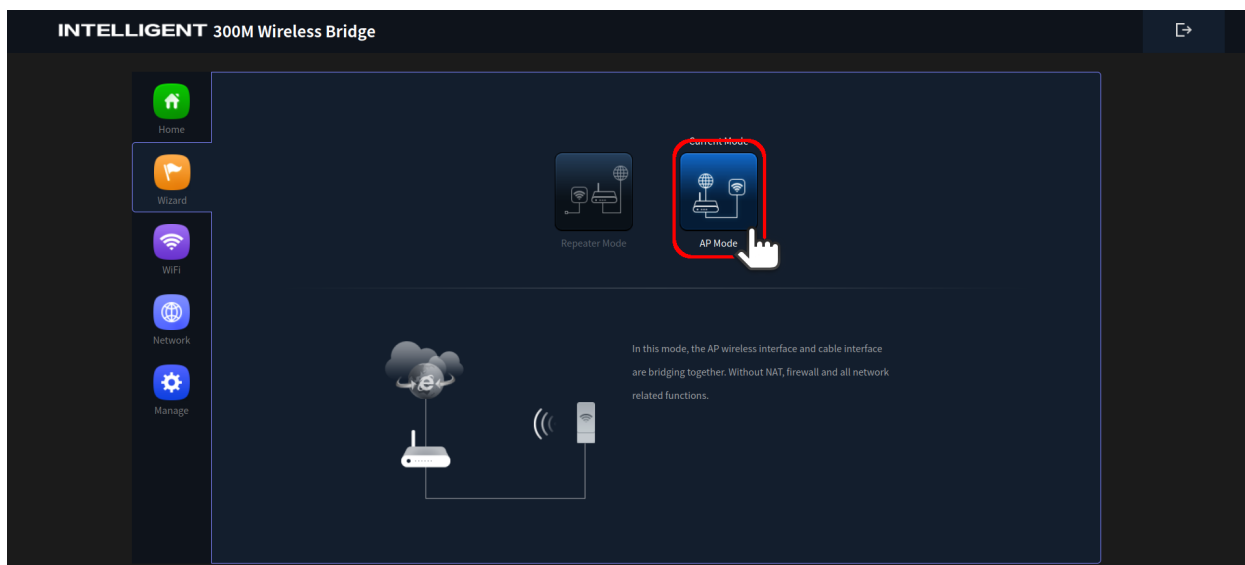 INTELLIGENT 300M Wireless Bridge
Home
Wizard
WiFi
Network
Manage
Current Mode
Repeater Mode
AP Mode
In this mode, the AP wireless interface and cable interface
are bridging together. Without NAT, firewall and all network
related functions.